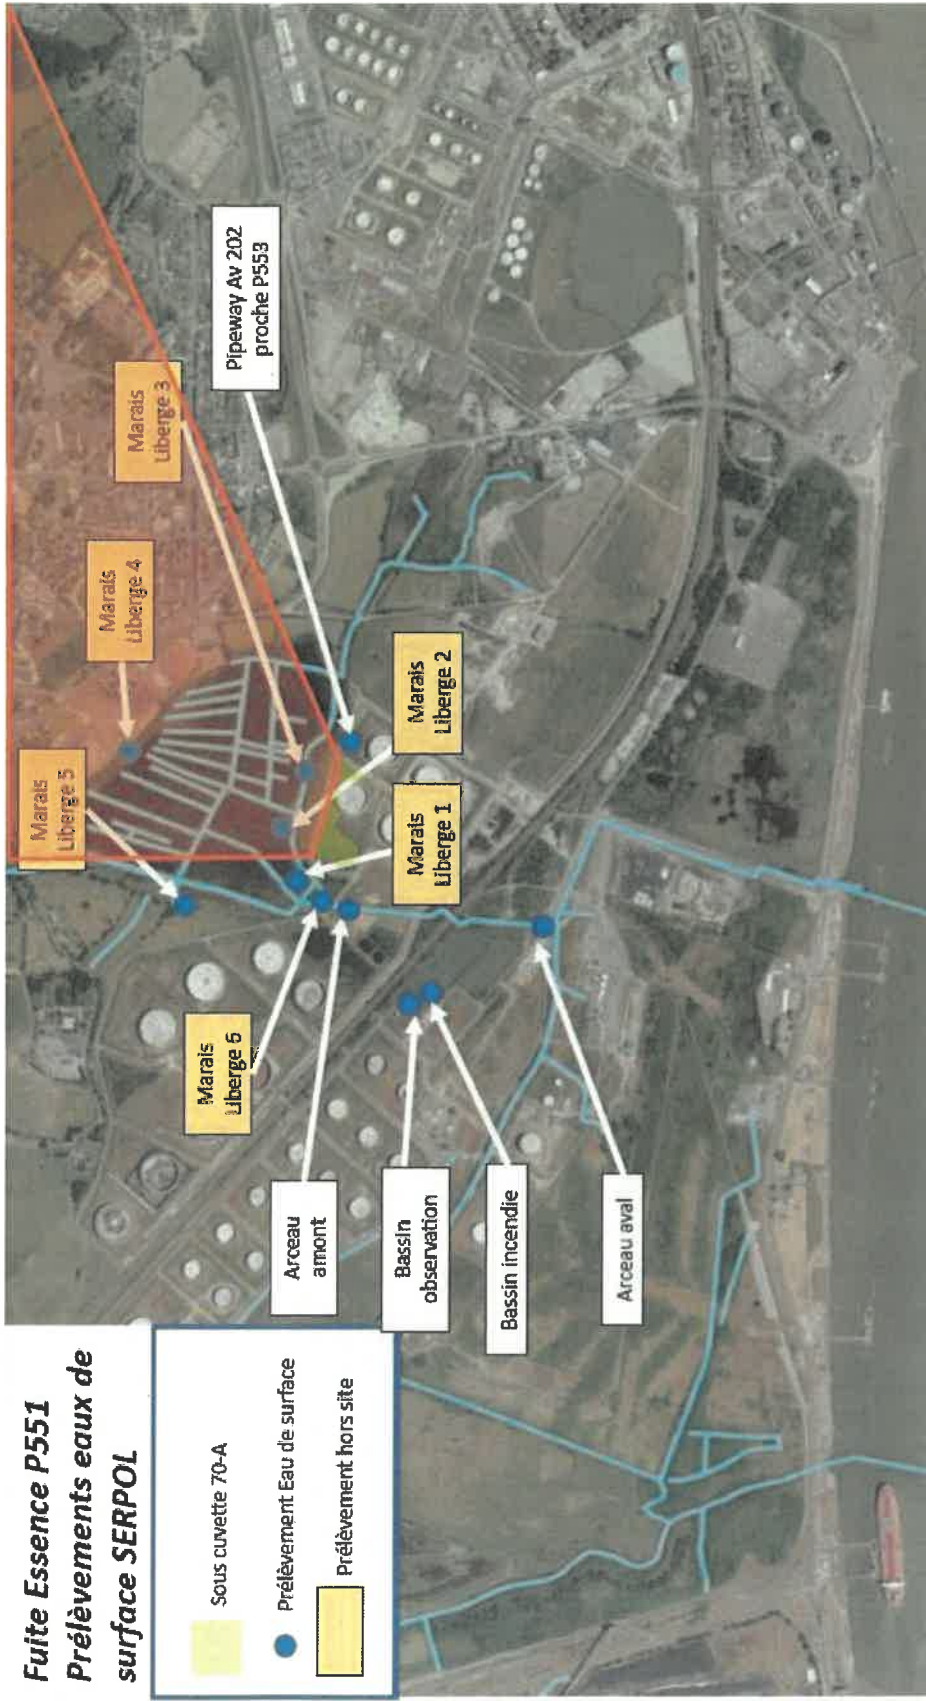 Fuite Essence P551
Prélèvements eaux de
surface SERPOL
Sous cuvette 70-A
Prélèvement Eau de surface
Prélèvement hors site
Marais
Liberge 5
Marais
Liberge 4
Marais
Liberge 3
Pipeway Av 202
proche P553
Marais
Liberge 6
Marais
Liberge 1
Marais
Liberge 2
Arceau
amont
Bassin
observation
Bassin incendie
Arceau aval